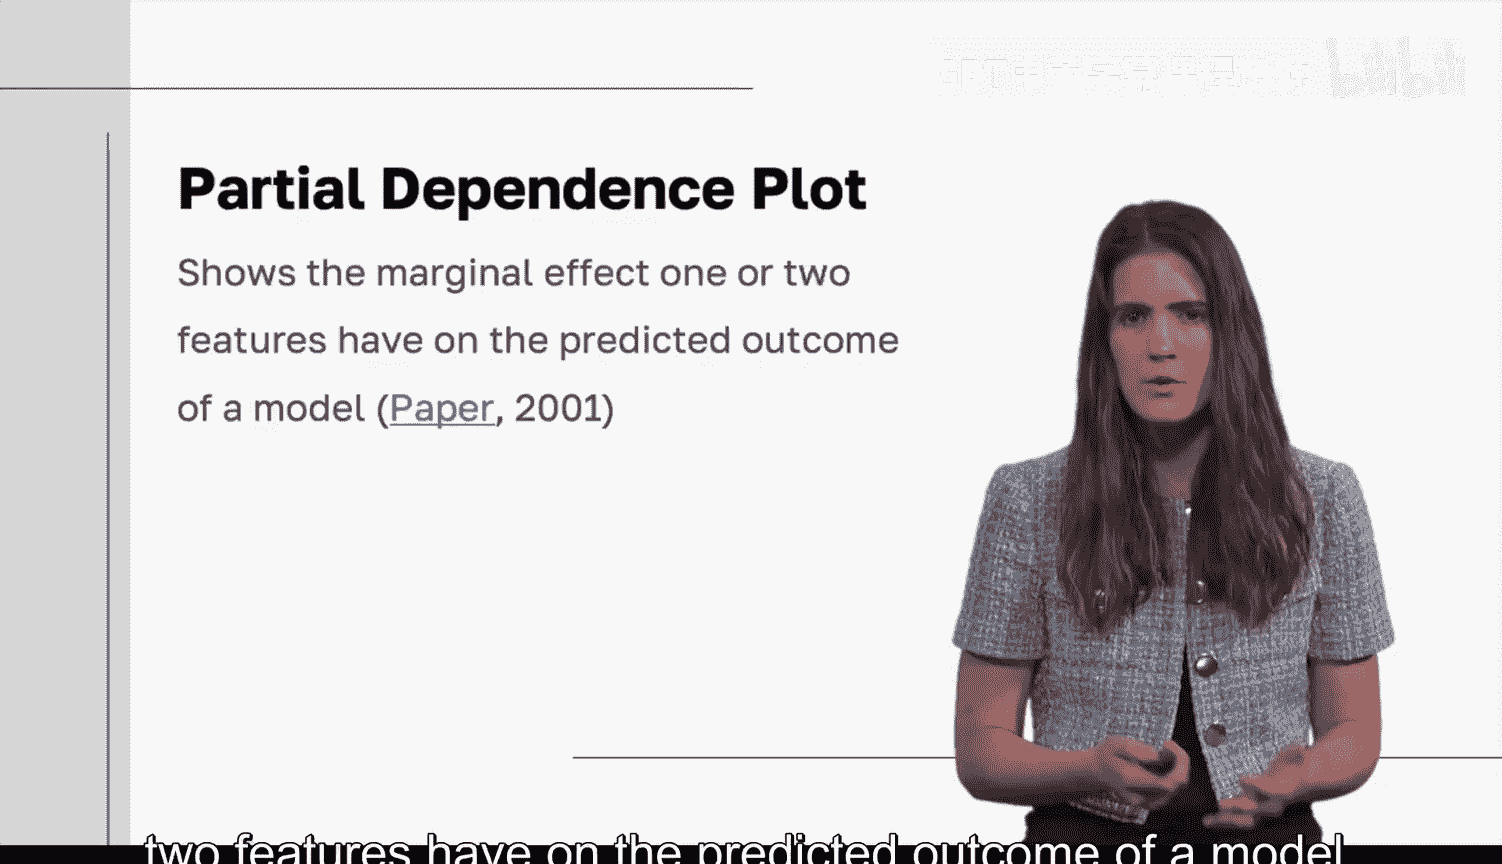 bilibili
Partial Dependence Plot
Shows the marginal effect one or two
features have on the predicted outcome
of a model (Paper, 2001)
two features have on the predicted outcome of a model